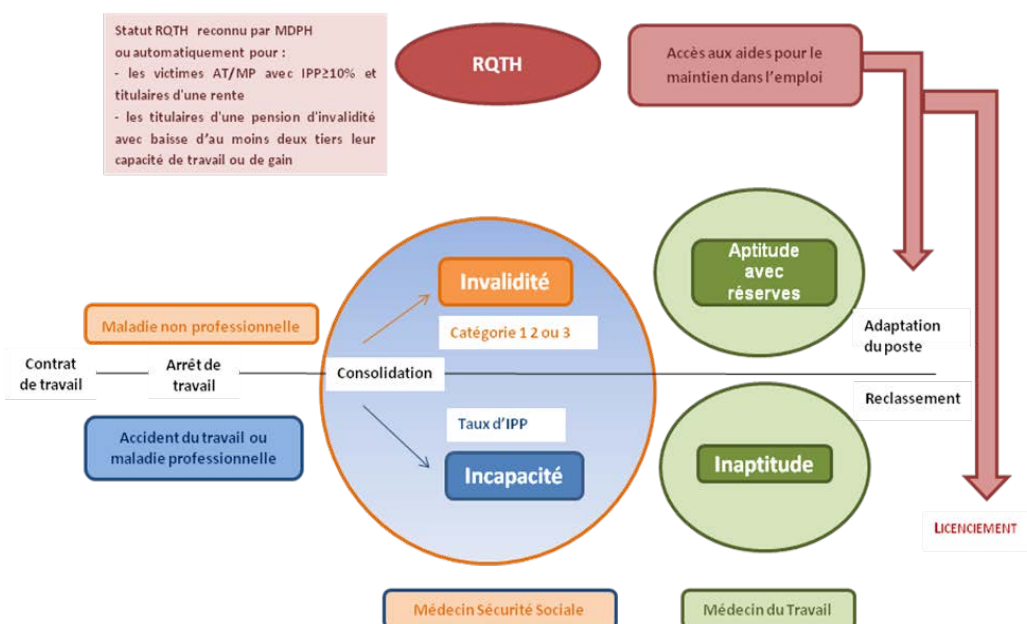 Statut RQTH reconnu par MDPH
ou automatiquement pour :
- les victimes AT/MP avec IPP≥10% et
titulaires d'une rente
- les titulaires d'une pension d'invalidité
avec baisse d'au moins deux tiers leur
capacité de travail ou de gain
RQTH
Accès aux aides pour le
maintien dans l'emploi
Invalidité
Catégorie 1 2 ou 3
Aptitude
avec
réserves
Maladie non professionnelle
Adaptation
du poste
Contrat
de travail
Arrêt de
travail
Consolidation
Reclassement
Accident du travail ou
maladie professionnelle
Taux d'IPP
Incapacité
Inaptitude
LICENCIEMENT
Médecin Sécurité Sociale
Médecin du Travail